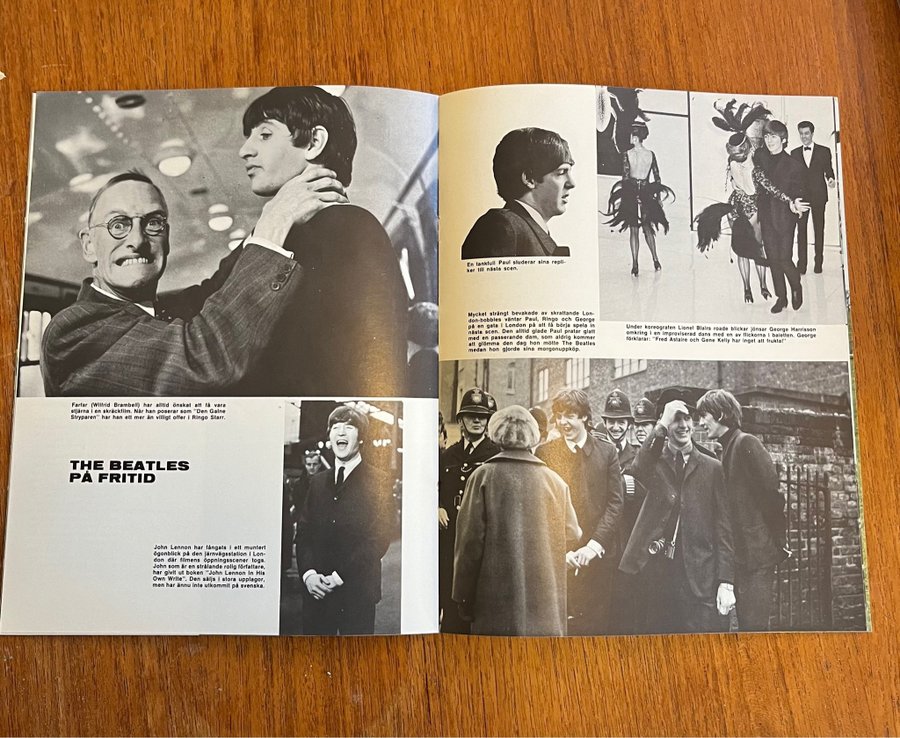 Farfar (Wilfrid Brambell) har alltid önskat att få vara
stjärna i en skräckfilm. När han poserar som "Den Galne
Stryparen" har han ett mer än villigt offer i Ringo Starr.
THE BEATLES
PÅ FRITID
John Lennon har fångats i ett muntert
ögonblick på den järnvägsstation i Lon-
don där filmens öppningsscener togs.
John som är en strålande rolig författare,
har givit ut boken "John Lennon In His
Own Write". Den säljs i stora upplagor,
men har ännu inte utkommit på svenska.
En tankfull Paul studerar sina repli-
ker till nästa scen.
Mycket strängt bevakade av skrattande Lon-
don-bobbies väntar Paul, Ringo och George
på en gata i London på att få börja spela in
nästa scen. Den alltid glade Paul pratar glatt
med en passerande dam, som aldrig kommer
att glömma den dag hon mötte The Beatles
medan hon gjorde sina morgonuppköp.
Under koreografen Lionel Blairs roade blickar jönsar George Harrisson
omkring i en improviserad dans med en av flickorna i baletten. George
förklarar: "Fred Astaire och Gene Kelly har inget att frukta!"